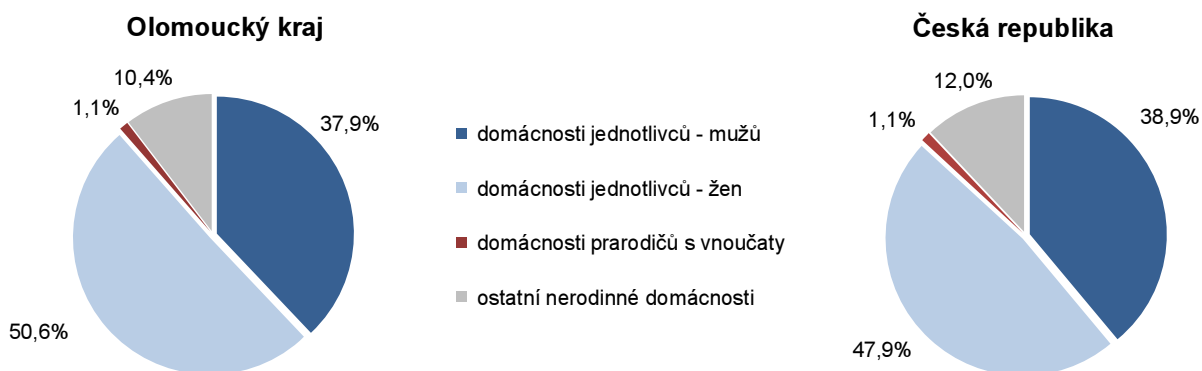 Olomoucký kraj
10,4%
1,1%
37,9%
50,6%
domácnosti jednotlivců - mužů
domácnosti jednotlivců - žen
domácnosti prarodičů s vnoučaty
ostatní nerodinné domácnosti
Česká republika
12,0%
1,1%
38,9%
47,9%